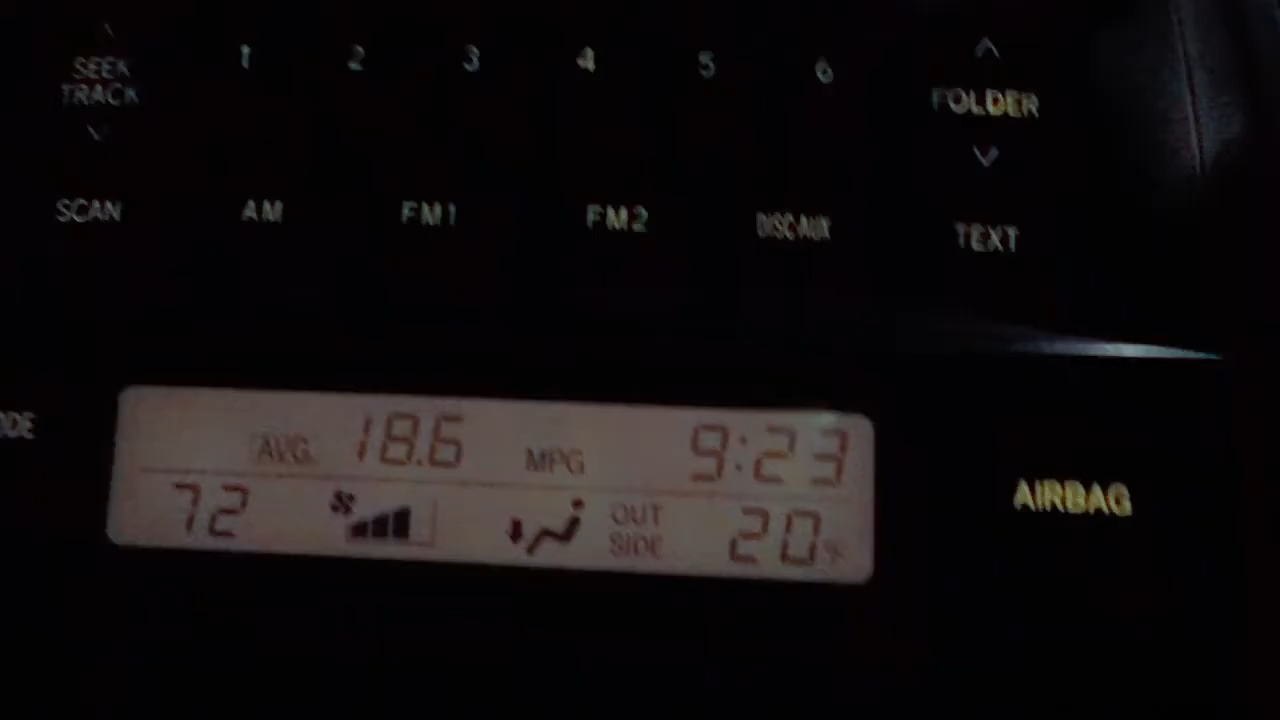 SEEK
TRACK
1 2 3 4 5 6
FOLDER
SCAN AM FM1 FM2 DISC·AUX TEXT
AVG. 18.6 MPG 9:23
72 OUT
SIDE 20°F
AIRBAG